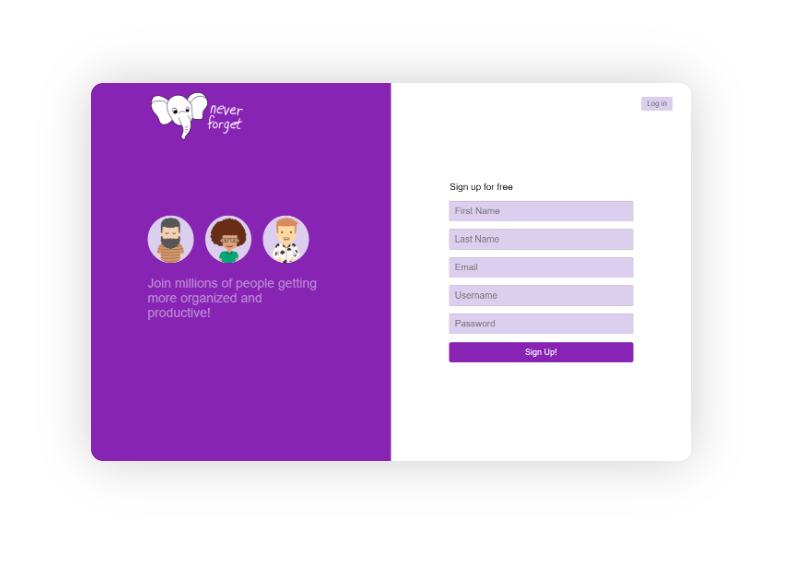 never
forget
Log in
Join millions of people getting
more organized and
productive!
Sign up for free
First Name
Last Name
Email
Username
Password
Sign Up!